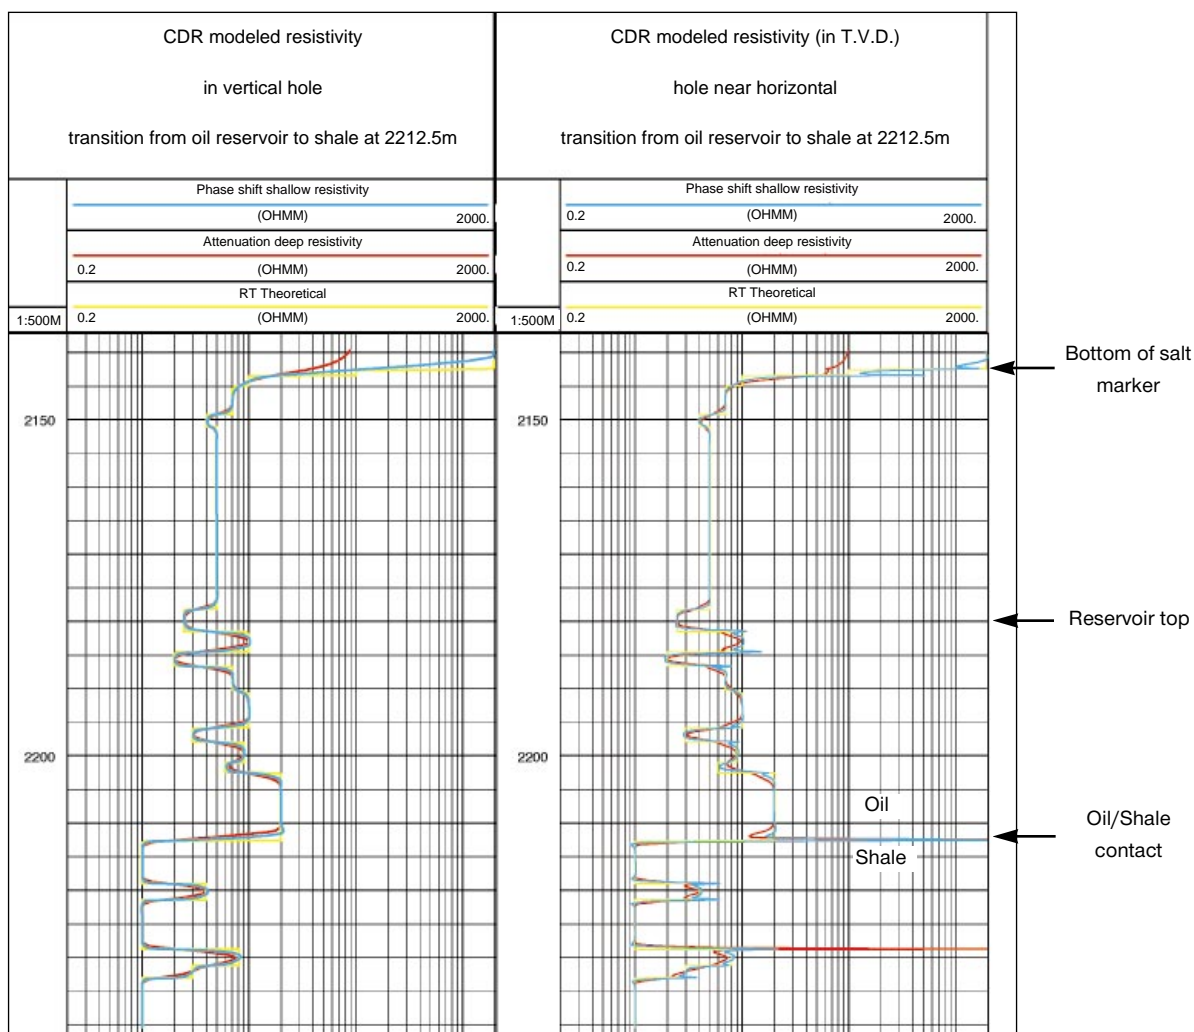 CDR modeled resistivity
in vertical hole
transition from oil reservoir to shale at 2212.5m
CDR modeled resistivity (in T.V.D.)
hole near horizontal
transition from oil reservoir to shale at 2212.5m
Phase shift shallow resistivity
(OHMM) 2000.
Attenuation deep resistivity
0.2 (OHMM) 2000.
RT Theoretical
1:500M 0.2 (OHMM) 2000.
Phase shift shallow resistivity
0.2 (OHMM) 2000.
Attenuation deep resistivity
0.2 (OHMM) 2000.
RT Theoretical
1:500M 0.2 (OHMM) 2000.
2150
2200
2150
2200
Oil
Shale
Bottom of salt
marker
Reservoir top
Oil/Shale
contact